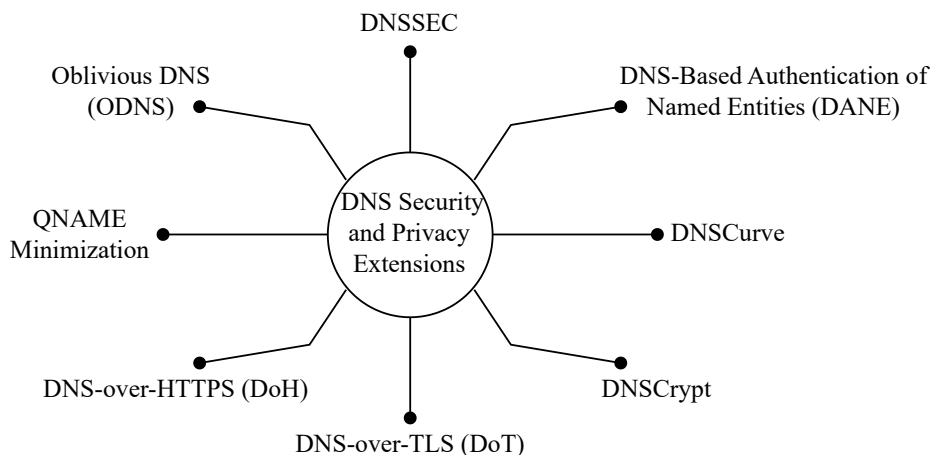 DNSSEC
Oblivious DNS
(ODNS)
DNS-Based Authentication of
Named Entities (DANE)
DNS Security
and Privacy
Extensions
QNAME
Minimization
DNSCurve
DNS-over-HTTPS (DoH)
DNSCrypt
DNS-over-TLS (DoT)